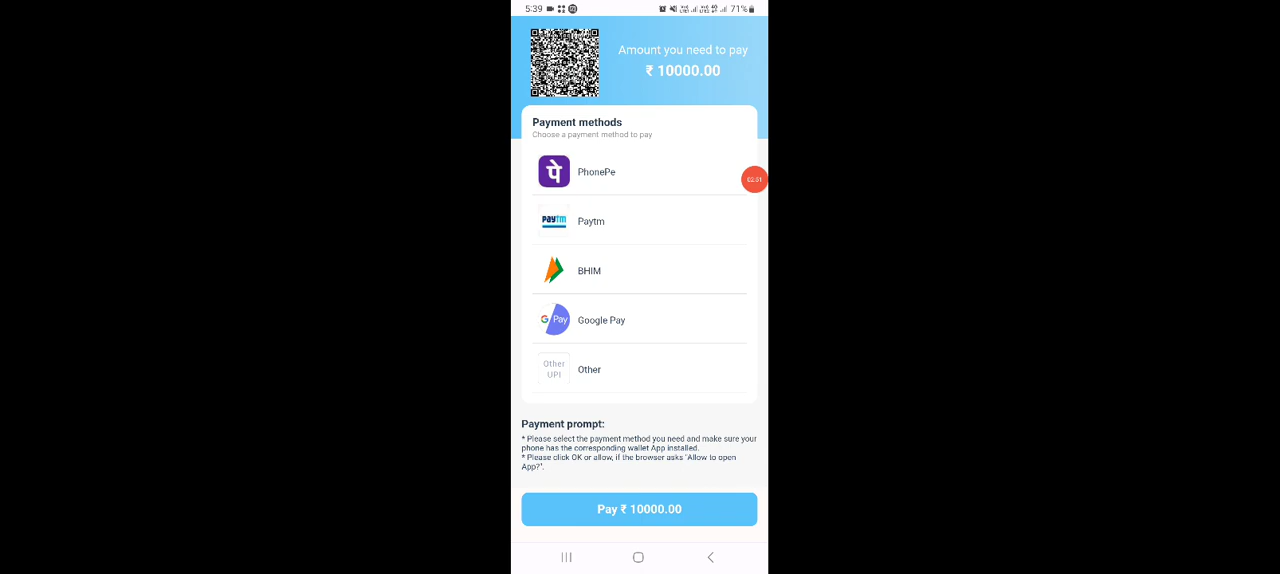 5:39
71%
Amount you need to pay
₹ 10000.00
Payment methods
Choose a payment method to pay
पे
PhonePe
02:51
paytm
Paytm
BHIM
G Pay
Google Pay
Other
UPI
Other
Payment prompt:
* Please select the payment method you need and make sure your
phone has the corresponding wallet App installed.
* Please click OK or allow, if the browser asks "Allow to open
App?".
Pay ₹ 10000.00